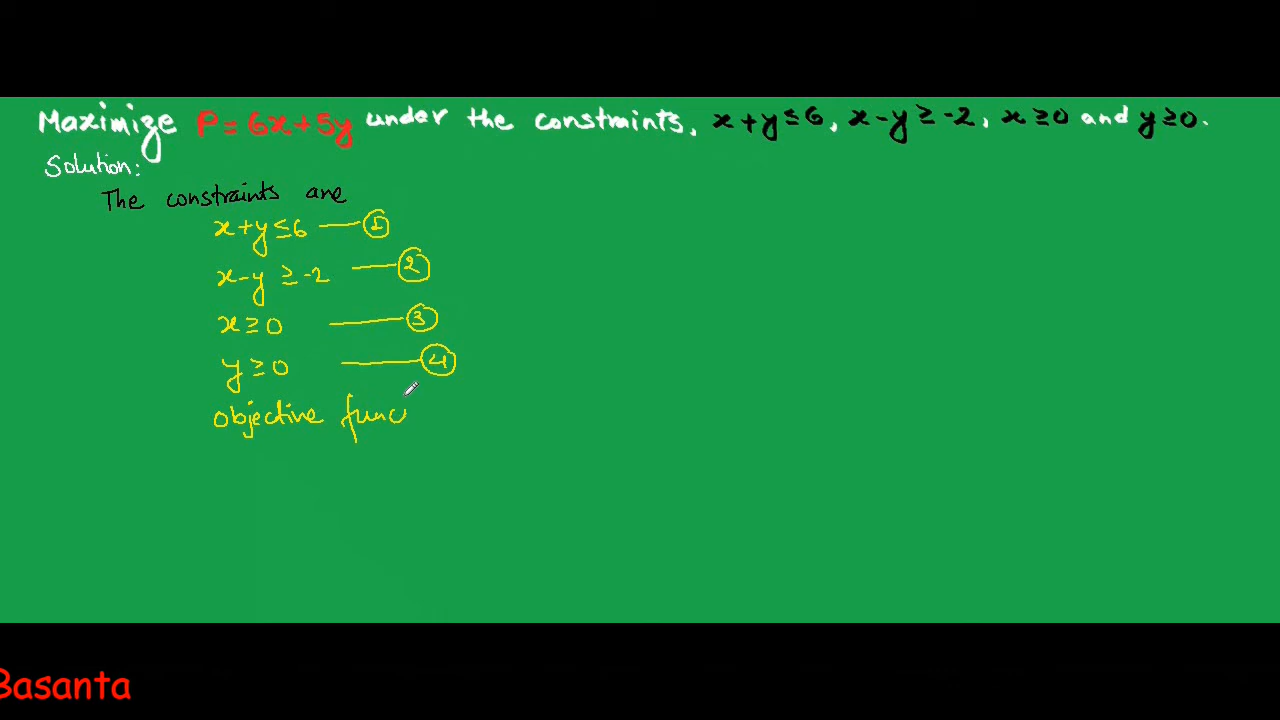 Maximize P = 6x+5y under the constrints, x+y≤6, x-y≥-2, x≥0 and y≥0.
Solution:
The constraints are
x+y≤6 —— ①
x-y ≥ -2 —— ②
x≥0 —— ③
y≥0 —— ④
objective func
Basanta